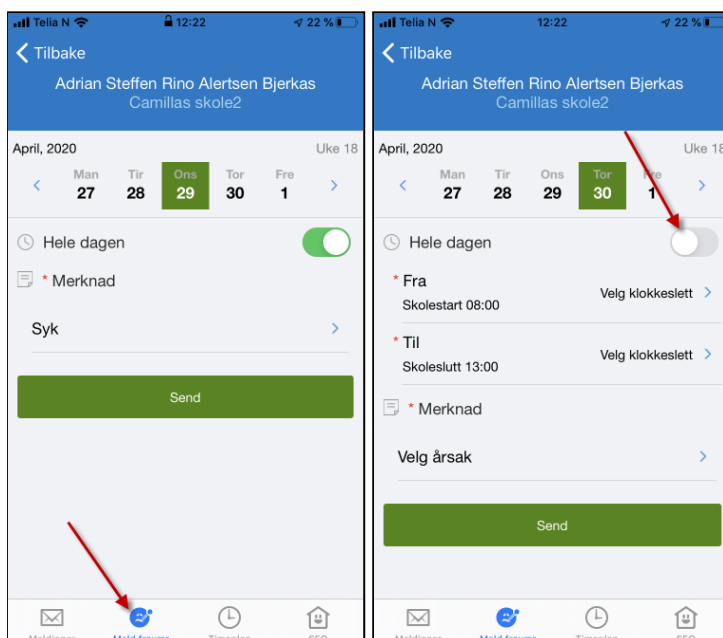 Telia N 12:22 22 %
Tilbake
Adrian Steffen Rino Alertsen Bjerkas
Camillas skole2
April, 2020 Uke 18
Man Tir Ons Tor Fre
27 28 29 30 1
Hele dagen
* Merknad
Syk
Send
Telia N 12:22 22 %
Tilbake
Adrian Steffen Rino Alertsen Bjerkas
Camillas skole2
April, 2020 Uke 18
Man Tir Ons Tor Fre
27 28 29 30 1
Hele dagen
* Fra
Skolestart 08:00 Velg klokkeslett
* Til
Skoleslutt 13:00 Velg klokkeslett
* Merknad
Velg årsak
Send